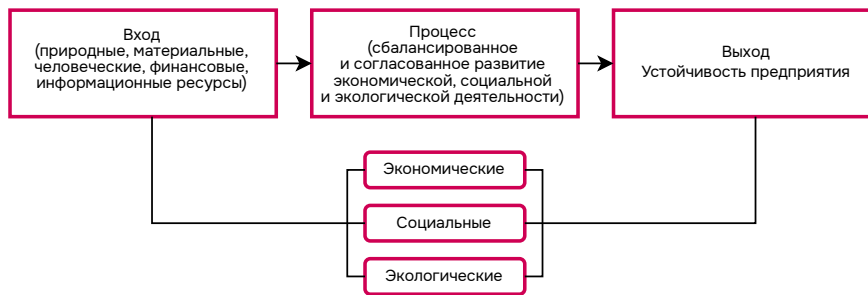 Вход
(природные, материальные,
человеческие, финансовые,
информационные ресурсы)
Процесс
(сбалансированное
и согласованное развитие
экономической, социальной
и экологической деятельности)
Выход
Устойчивость предприятия
Экономические
Социальные
Экологические